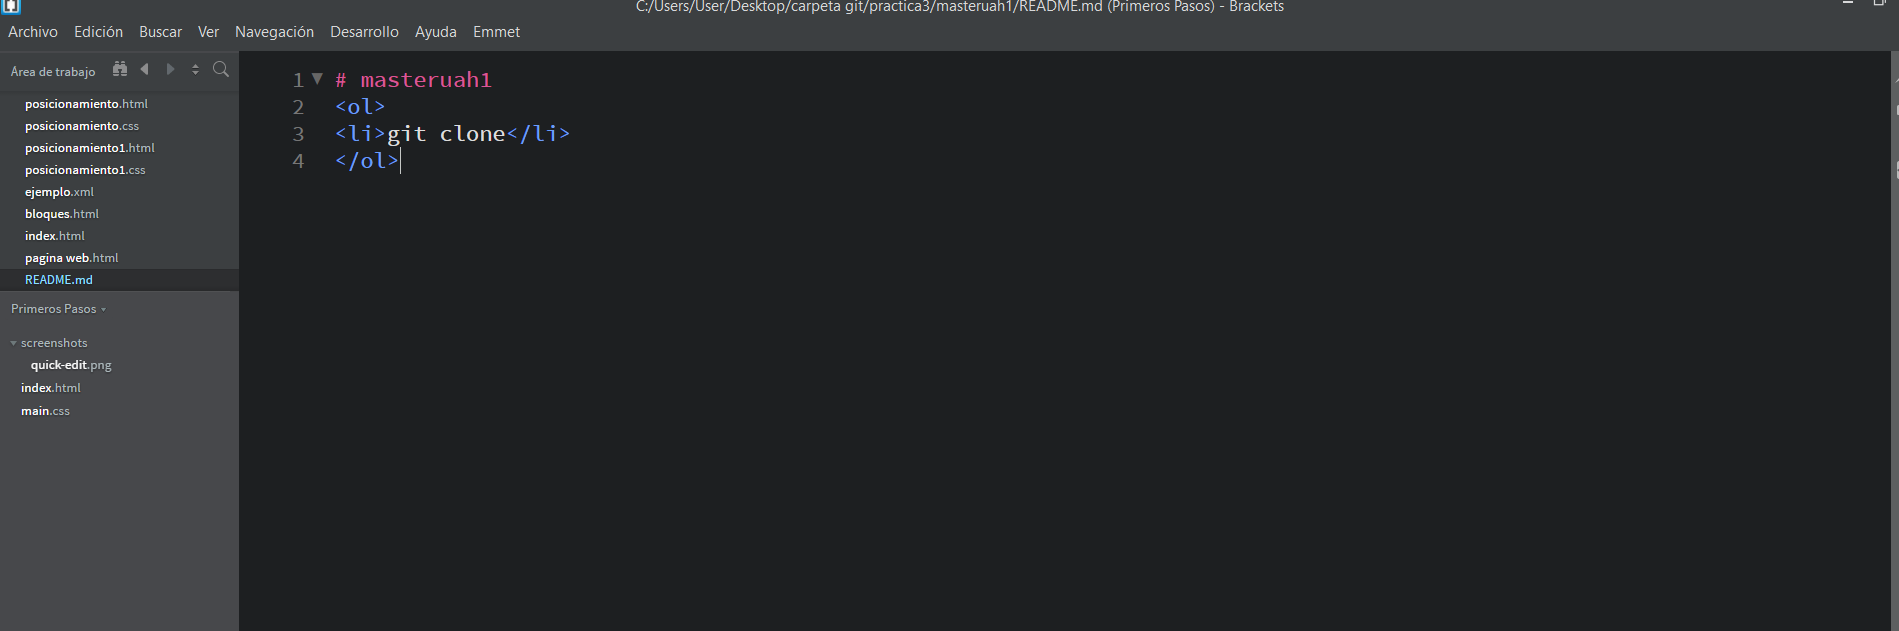 C:/Users/User/Desktop/carpeta git/practica3/masteruah1/README.md (Primeros Pasos) - Brackets
Archivo Edición Buscar Ver Navegación Desarrollo Ayuda Emmet
Área de trabajo
posicionamiento.html
posicionamiento.css
posicionamiento1.html
posicionamiento1.css
ejemplo.xml
bloques.html
index.html
pagina web.html
README.md
Primeros Pasos
screenshots
quick-edit.png
index.html
main.css
1 # masteruah1
2 <ol>
3 <li>git clone</li>
4 </ol>